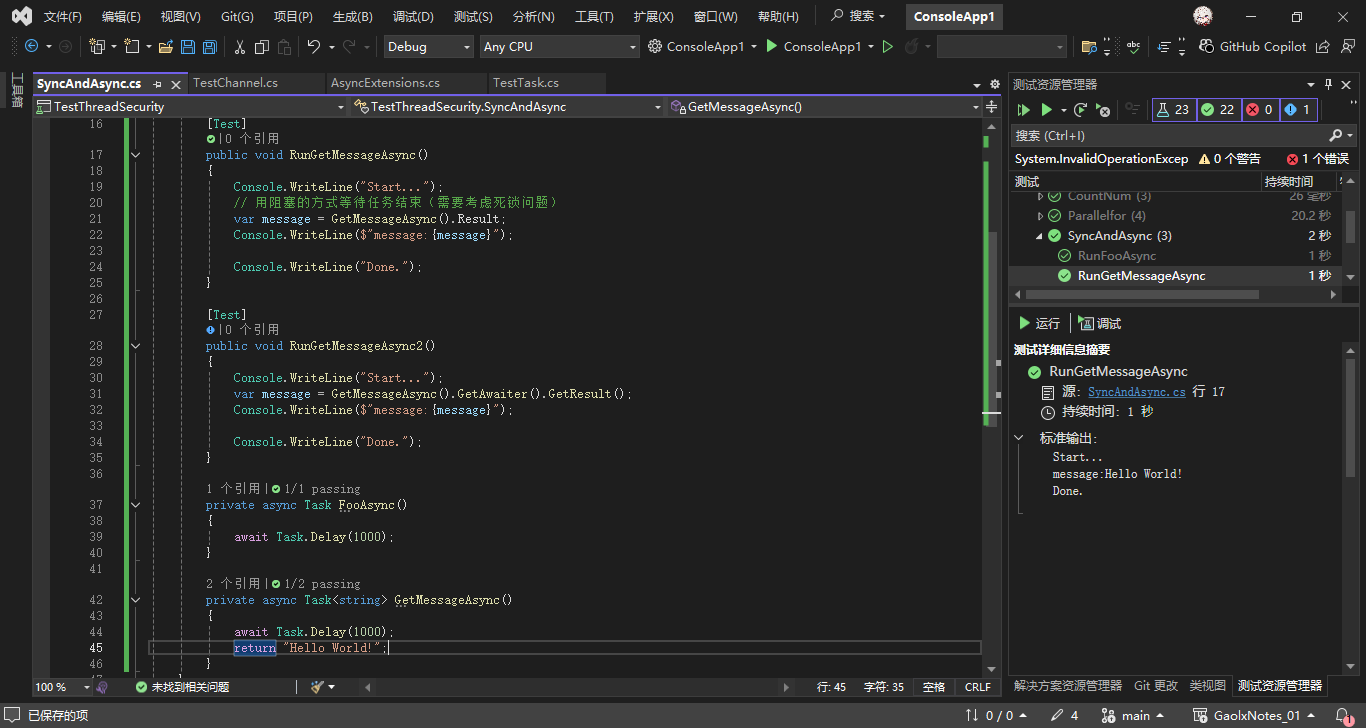 文件(F) 编辑(E) 视图(V) Git(G) 项目(P) 生成(B) 调试(D) 测试(S) 分析(N) 工具(T) 扩展(X) 窗口(W) 帮助(H) 搜索 ConsoleApp1
Debug Any CPU ConsoleApp1 ConsoleApp1 GitHub Copilot
工具箱
SyncAndAsync.cs TestChannel.cs AsyncExtensions.cs TestTask.cs
TestThreadSecurity TestThreadSecurity.SyncAndAsync GetMessageAsync()
16 [Test]
0 个引用
17 public void RunGetMessageAsync()
18 {
19 Console.WriteLine("Start...");
20 // 用阻塞的方式等待任务结束（需要考虑死锁问题）
21 var message = GetMessageAsync().Result;
22 Console.WriteLine($"message:{message}");
23
24 Console.WriteLine("Done.");
25 }
26
27 [Test]
0 个引用
28 public void RunGetMessageAsync2()
29 {
30 Console.WriteLine("Start...");
31 var message = GetMessageAsync().GetAwaiter().GetResult();
32 Console.WriteLine($"message:{message}");
33
34 Console.WriteLine("Done.");
35 }
36
1 个引用 | 1/1 passing
37 private async Task FooAsync()
38 {
39 await Task.Delay(1000);
40 }
41
2 个引用 | 1/2 passing
42 private async Task<string> GetMessageAsync()
43 {
44 await Task.Delay(1000);
45 return "Hello World!";
46 }
100 % 未找到相关问题 行: 45 字符: 35 空格 CRLF
测试资源管理器
23 22 0 1
搜索 (Ctrl+I)
System.InvalidOperationExcep 0 个警告 1 个错误
测试 持续时间
CountNum (3) 26 毫秒
Parallelfor (4) 20.2 秒
SyncAndAsync (3) 2 秒
RunFooAsync 1 秒
RunGetMessageAsync 1 秒
运行 调试
测试详细信息摘要
RunGetMessageAsync
源: SyncAndAsync.cs 行 17
持续时间: 1 秒
标准输出:
Start...
message:Hello World!
Done.
解决方案资源管理器 Git 更改 类视图 测试资源管理器
已保存的项 0 / 0 4 main GaolxNotes_01 1